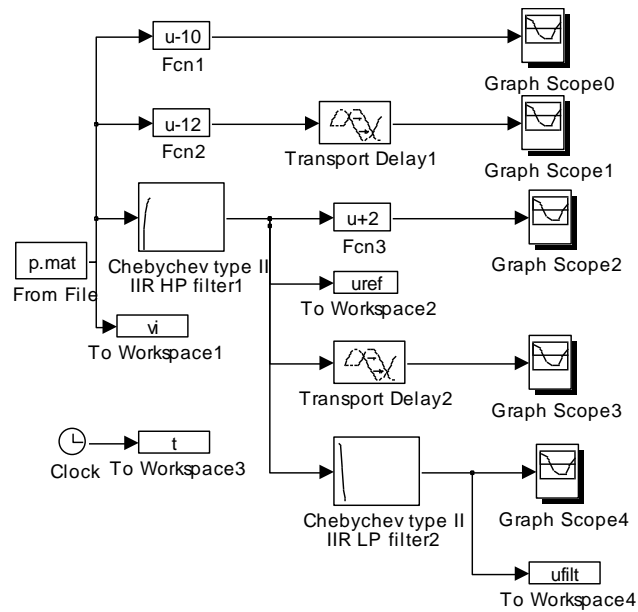 u-10
Fcn1
Graph Scope0
u-12
Fcn2
Transport Delay1
Graph Scope1
Chebychev type II
IIR HP filter1
u+2
Fcn3
Graph Scope2
p.mat
From File
uref
To Workspace2
vi
To Workspace1
Transport Delay2
Graph Scope3
Clock
t
To Workspace3
Chebychev type II
IIR LP filter2
Graph Scope4
ufilt
To Workspace4